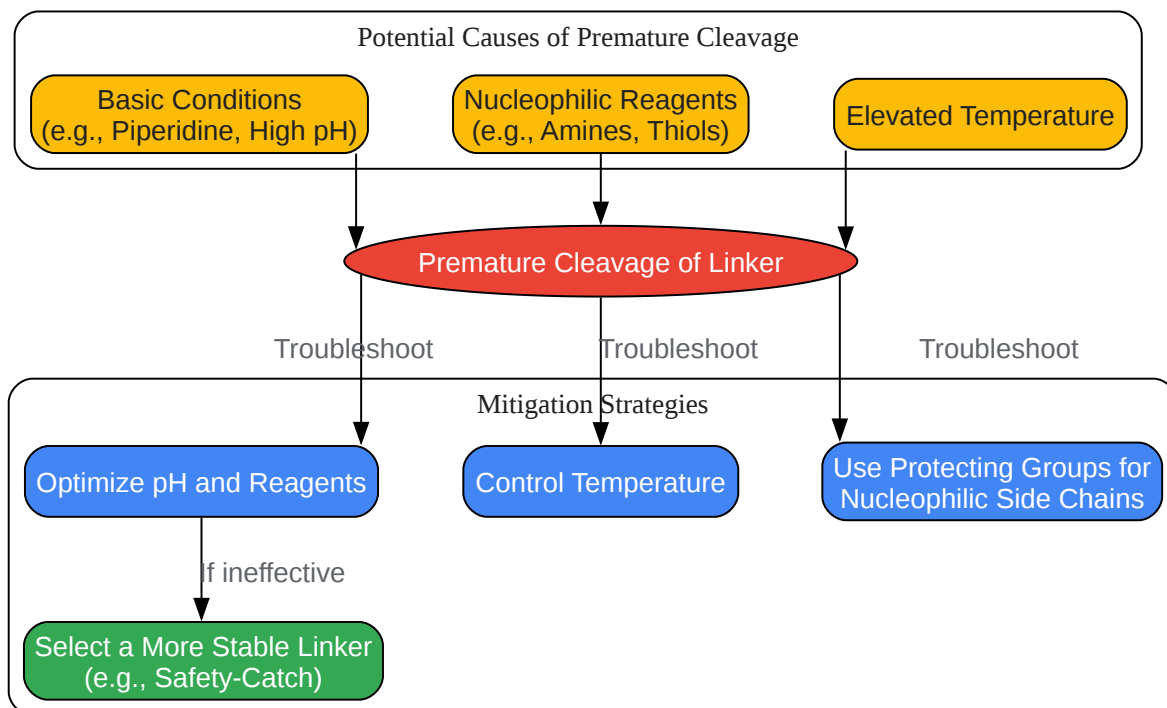 Potential Causes of Premature Cleavage
Basic Conditions
(e.g., Piperidine, High pH)
Nucleophilic Reagents
(e.g., Amines, Thiols)
Elevated Temperature
Premature Cleavage of Linker
Troubleshoot
Troubleshoot
Troubleshoot
Mitigation Strategies
Optimize pH and Reagents
Control Temperature
Use Protecting Groups for
Nucleophilic Side Chains
If ineffective
Select a More Stable Linker
(e.g., Safety-Catch)